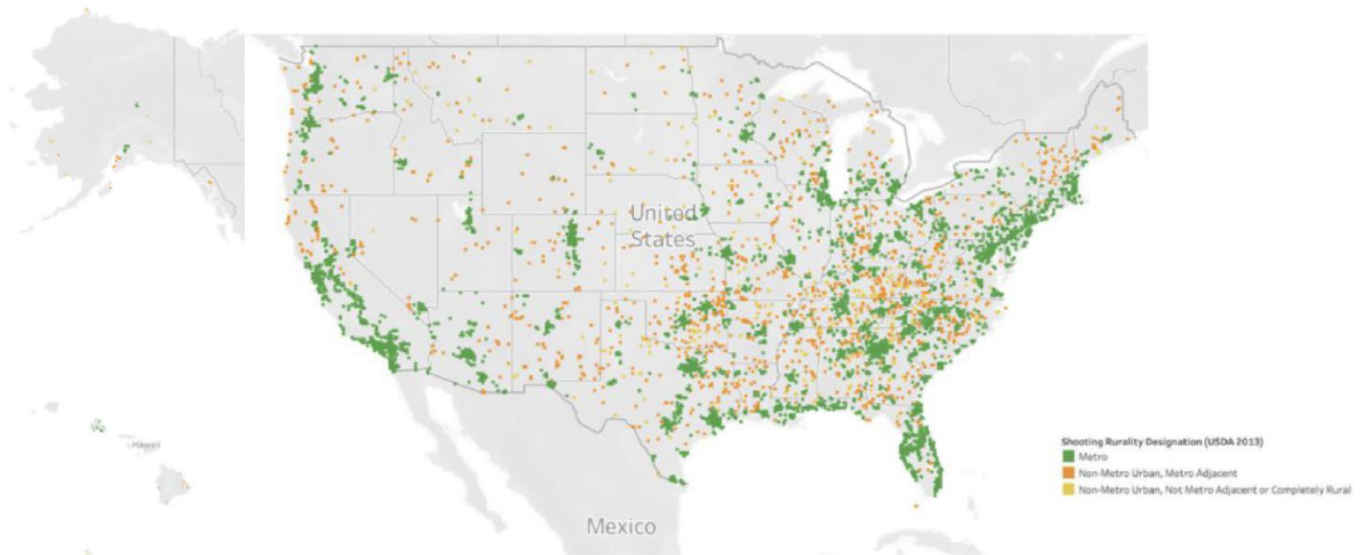 United
States
Hawaii
Mexico
Shooting Rurality Designation (USDA 2013)
Metro
Non-Metro Urban, Metro Adjacent
Non-Metro Urban, Not Metro Adjacent or Completely Rural